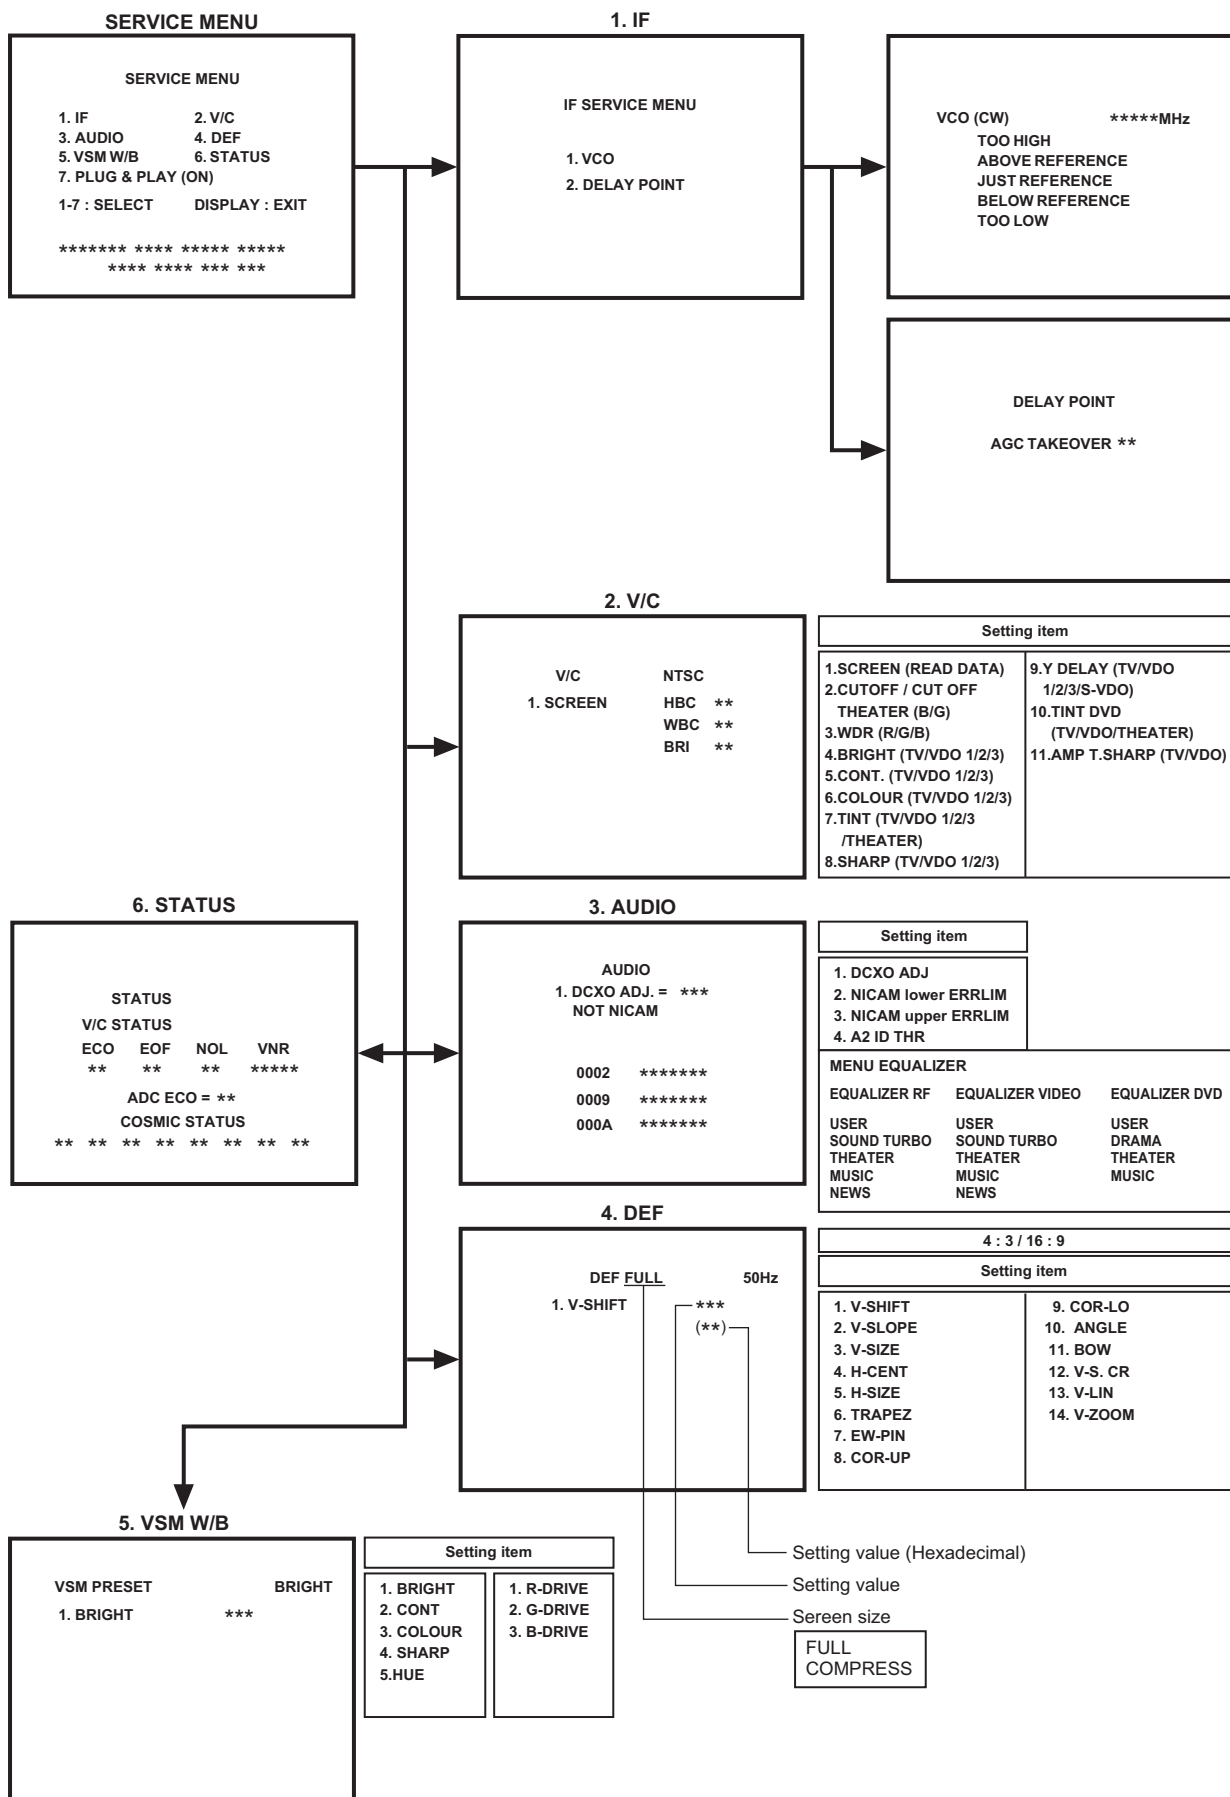 SERVICE MENU
SERVICE MENU
1. IF 2. V/C
3. AUDIO 4. DEF
5. VSM W/B 6. STATUS
7. PLUG & PLAY (ON)
1-7 : SELECT DISPLAY : EXIT
******* **** ***** *****
**** **** *** ***
1. IF
IF SERVICE MENU
1. VCO
2. DELAY POINT
VCO (CW) *****MHz
TOO HIGH
ABOVE REFERENCE
JUST REFERENCE
BELOW REFERENCE
TOO LOW
DELAY POINT
AGC TAKEOVER **
2. V/C
V/C NTSC
1. SCREEN HBC **
WBC **
BRI **
Setting item
1.SCREEN (READ DATA)
2.CUTOFF / CUT OFF
THEATER (B/G)
3.WDR (R/G/B)
4.BRIGHT (TV/VDO 1/2/3)
5.CONT. (TV/VDO 1/2/3)
6.COLOUR (TV/VDO 1/2/3)
7.TINT (TV/VDO 1/2/3
/THEATER)
8.SHARP (TV/VDO 1/2/3)
9.Y DELAY (TV/VDO
1/2/3/S-VDO)
10.TINT DVD
(TV/VDO/THEATER)
11.AMP T.SHARP (TV/VDO)
6. STATUS
STATUS
V/C STATUS
ECO EOF NOL VNR
** ** ** *****
ADC ECO = **
COSMIC STATUS
** ** ** ** ** ** ** **
3. AUDIO
AUDIO
1. DCXO ADJ. = ***
NOT NICAM
0002 *******
0009 *******
000A *******
Setting item
1. DCXO ADJ
2. NICAM lower ERRLIM
3. NICAM upper ERRLIM
4. A2 ID THR
MENU EQUALIZER
EQUALIZER RF EQUALIZER VIDEO EQUALIZER DVD
USER USER USER
SOUND TURBO SOUND TURBO DRAMA
THEATER THEATER THEATER
MUSIC MUSIC MUSIC
NEWS NEWS
4. DEF
DEF FULL 50Hz
1. V-SHIFT ***
(**)
4 : 3 / 16 : 9
Setting item
1. V-SHIFT
2. V-SLOPE
3. V-SIZE
4. H-CENT
5. H-SIZE
6. TRAPEZ
7. EW-PIN
8. COR-UP
9. COR-LO
10. ANGLE
11. BOW
12. V-S. CR
13. V-LIN
14. V-ZOOM
Setting value (Hexadecimal)
Setting value
Sereen size
FULL
COMPRESS
5. VSM W/B
VSM PRESET BRIGHT
1. BRIGHT ***
Setting item
1. BRIGHT
2. CONT
3. COLOUR
4. SHARP
5.HUE
1. R-DRIVE
2. G-DRIVE
3. B-DRIVE